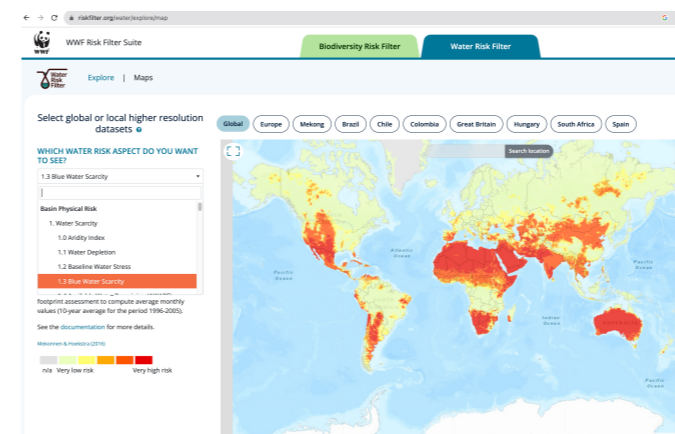 riskfilter.org/water/explore/map
WWF
WWF Risk Filter Suite
Biodiversity Risk Filter
Water Risk Filter
Water
Risk
Filter
Explore | Maps
Select global or local higher resolution
datasets
Global Europe Mekong Brazil Chile Colombia Great Britain Hungary South Africa Spain
WHICH WATER RISK ASPECT DO YOU WANT
TO SEE?
1.3 Blue Water Scarcity
Basin Physical Risk
1. Water Scarcity
1.0 Aridity Index
1.1 Water Depletion
1.2 Baseline Water Stress
1.3 Blue Water Scarcity
footprint assessment to compute average monthly
values (10-year average for the period 1996-2005).
See the documentation for more details.
Mekonnen & Hoekstra (2016)
n/a Very low risk Very high risk
Search location
Atlantic
Ocean
Pacific
Ocean
Pacific
Ocean
Indian
Ocean
Pacific
Ocean